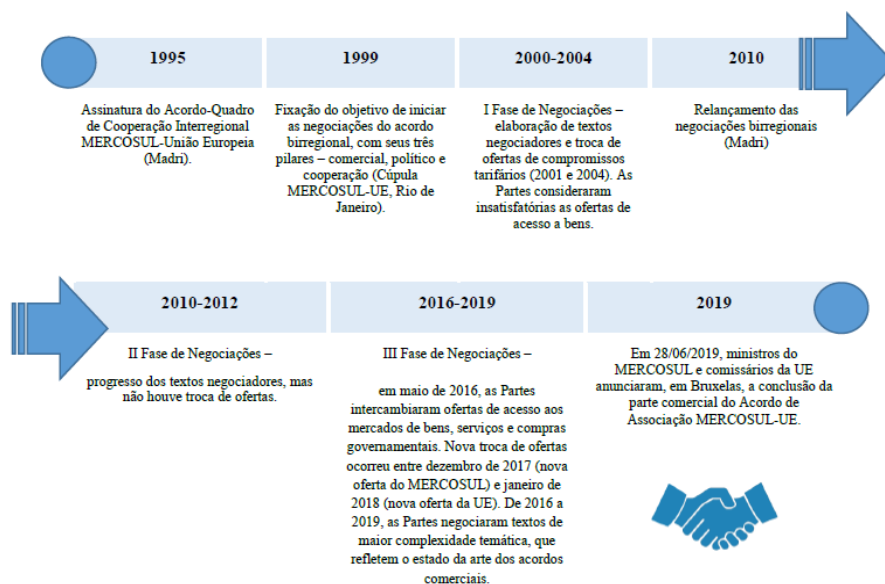 1995
Assinatura do Acordo-Quadro
de Cooperação Interregional
MERCOSUL-União Europeia
(Madri).
1999
Fixação do objetivo de iniciar
as negociações do acordo
birregional, com seus três
pilares – comercial, político e
cooperação (Cúpula
MERCOSUL-UE, Rio de
Janeiro).
2000-2004
I Fase de Negociações –
elaboração de textos
negociadores e troca de
ofertas de compromissos
tarifários (2001 e 2004). As
Partes consideraram
insatisfatórias as ofertas de
acesso a bens.
2010
Relançamento das
negociações birregionais
(Madri)
2010-2012
II Fase de Negociações –
progresso dos textos negociadores, mas
não houve troca de ofertas.
2016-2019
III Fase de Negociações –
em maio de 2016, as Partes
intercambiaram ofertas de acesso aos
mercados de bens, serviços e compras
governamentais. Nova troca de ofertas
ocorreu entre dezembro de 2017 (nova
oferta do MERCOSUL) e janeiro de
2018 (nova oferta da UE). De 2016 a
2019, as Partes negociaram textos de
maior complexidade temática, que
refletem o estado da arte dos acordos
comerciais.
2019
Em 28/06/2019, ministros do
MERCOSUL e comissários da UE
anunciaram, em Bruxelas, a conclusão da
parte comercial do Acordo de
Associação MERCOSUL-UE.